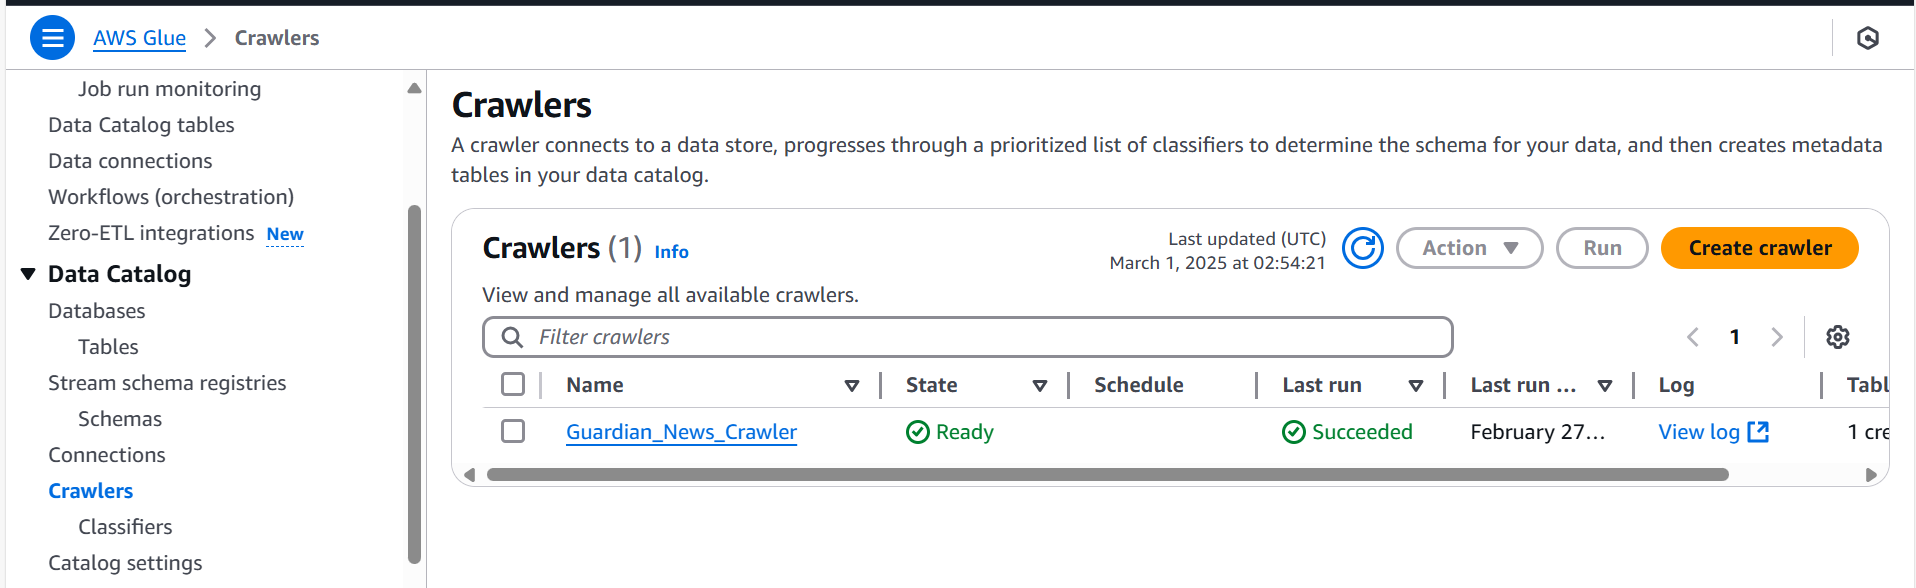 AWS Glue > Crawlers
Job run monitoring
Data Catalog tables
Data connections
Workflows (orchestration)
Zero-ETL integrations New
Data Catalog
Databases
Tables
Stream schema registries
Schemas
Connections
Crawlers
Classifiers
Catalog settings
Crawlers
A crawler connects to a data store, progresses through a prioritized list of classifiers to determine the schema for your data, and then creates metadata
tables in your data catalog.
Crawlers (1) Info
Last updated (UTC)
March 1, 2025 at 02:54:21
Action
Run
Create crawler
View and manage all available crawlers.
Filter crawlers
1
Name State Schedule Last run Last run ... Log Tabl
Guardian_News_Crawler Ready Succeeded February 27... View log 1 cre